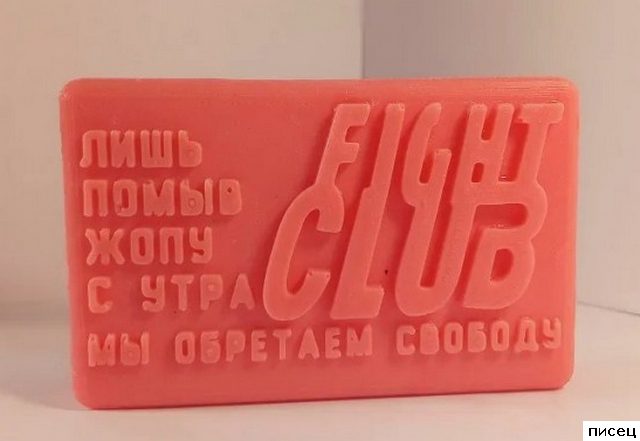 ЛИШЬ
ПОМЫВ
ЖОПУ
С УТРА
FIGHT
CLUB
МЫ ОБРЕТАЕМ СВОБОДУ
писец